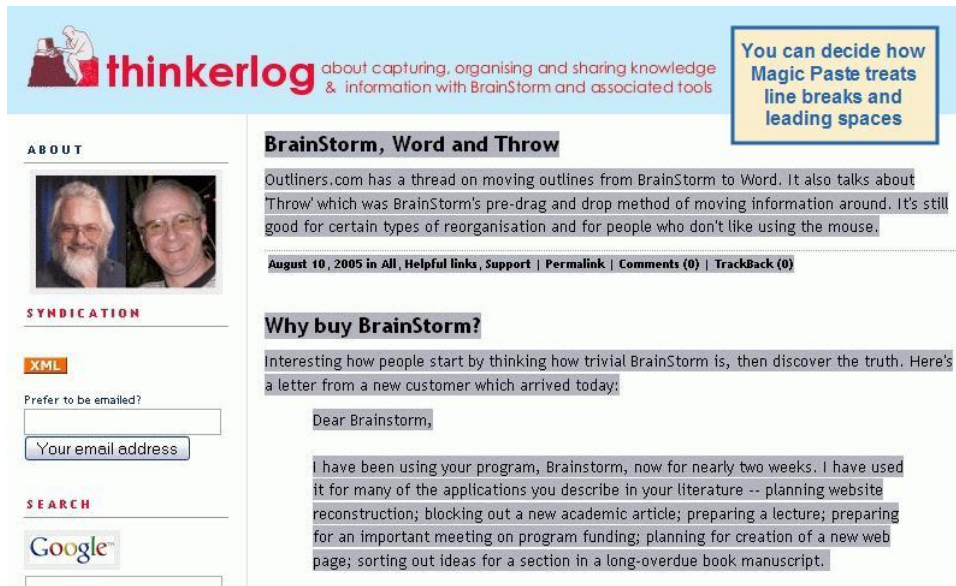 thinkerlog
about capturing, organising and sharing knowledge
& information with BrainStorm and associated tools
You can decide how
Magic Paste treats
line breaks and
leading spaces
ABOUT
SYNDICATION
XML
Prefer to be emailed?
Your email address
SEARCH
Google
BrainStorm, Word and Throw
Outliners.com has a thread on moving outlines from BrainStorm to Word. It also talks about
'Throw' which was BrainStorm's pre-drag and drop method of moving information around. It's still
good for certain types of reorganisation and for people who don't like using the mouse.
August 10, 2005 in All, Helpful links, Support | Permalink | Comments (0) | TrackBack (0)
Why buy BrainStorm?
Interesting how people start by thinking how trivial BrainStorm is, then discover the truth. Here's
a letter from a new customer which arrived today:
Dear Brainstorm,
I have been using your program, Brainstorm, now for nearly two weeks. I have used
it for many of the applications you describe in your literature -- planning website
reconstruction; blocking out a new academic article; preparing a lecture; preparing
for an important meeting on program funding; planning for creation of a new web
page; sorting out ideas for a section in a long-overdue book manuscript.